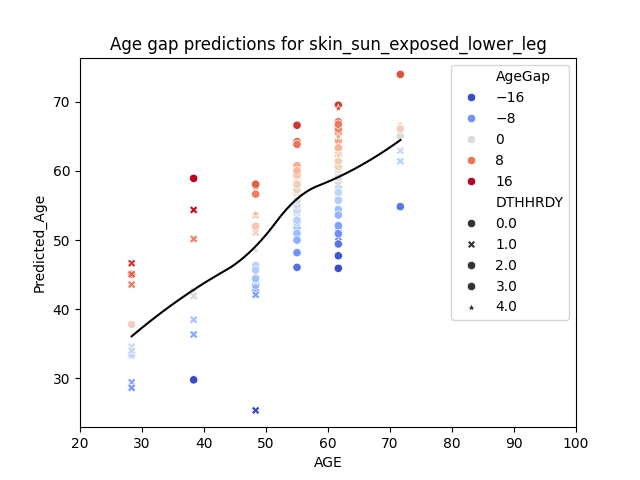 Age gap predictions for skin_sun_exposed_lower_leg
Predicted_Age
70
60
50
40
30
20 30 40 50 60 70 80 90 100
AGE
AgeGap
−16
−8
0
8
16
DTHHRDY
0.0
1.0
2.0
3.0
4.0